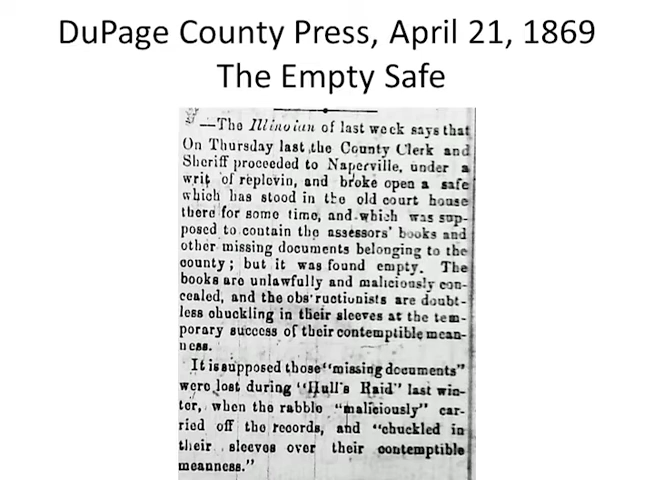 DuPage County Press, April 21, 1869
The Empty Safe
—The Illinoian of last week says that
On Thursday last the County Clerk and
Sheriff proceeded to Naperville, under a
writ of replevin, and broke open a safe
which has stood in the old court house
there for some time, and which was sup-
posed to contain the assessors' books and
other missing documents belonging to the
county; but it was found empty. The
books are unlawfully and maliciously con-
cealed, and the obs'ructionists are doubt-
less chuckling in their sleeves at the tem-
porary success of their contemptible mean-
ness.
It is supposed those "missing documents"
were lost during "Hull's Raid" last win-
ter, when the rabble "maliciously" car-
ried off the records, and "chuckled in
their sleeves over their contemptible
meanness."